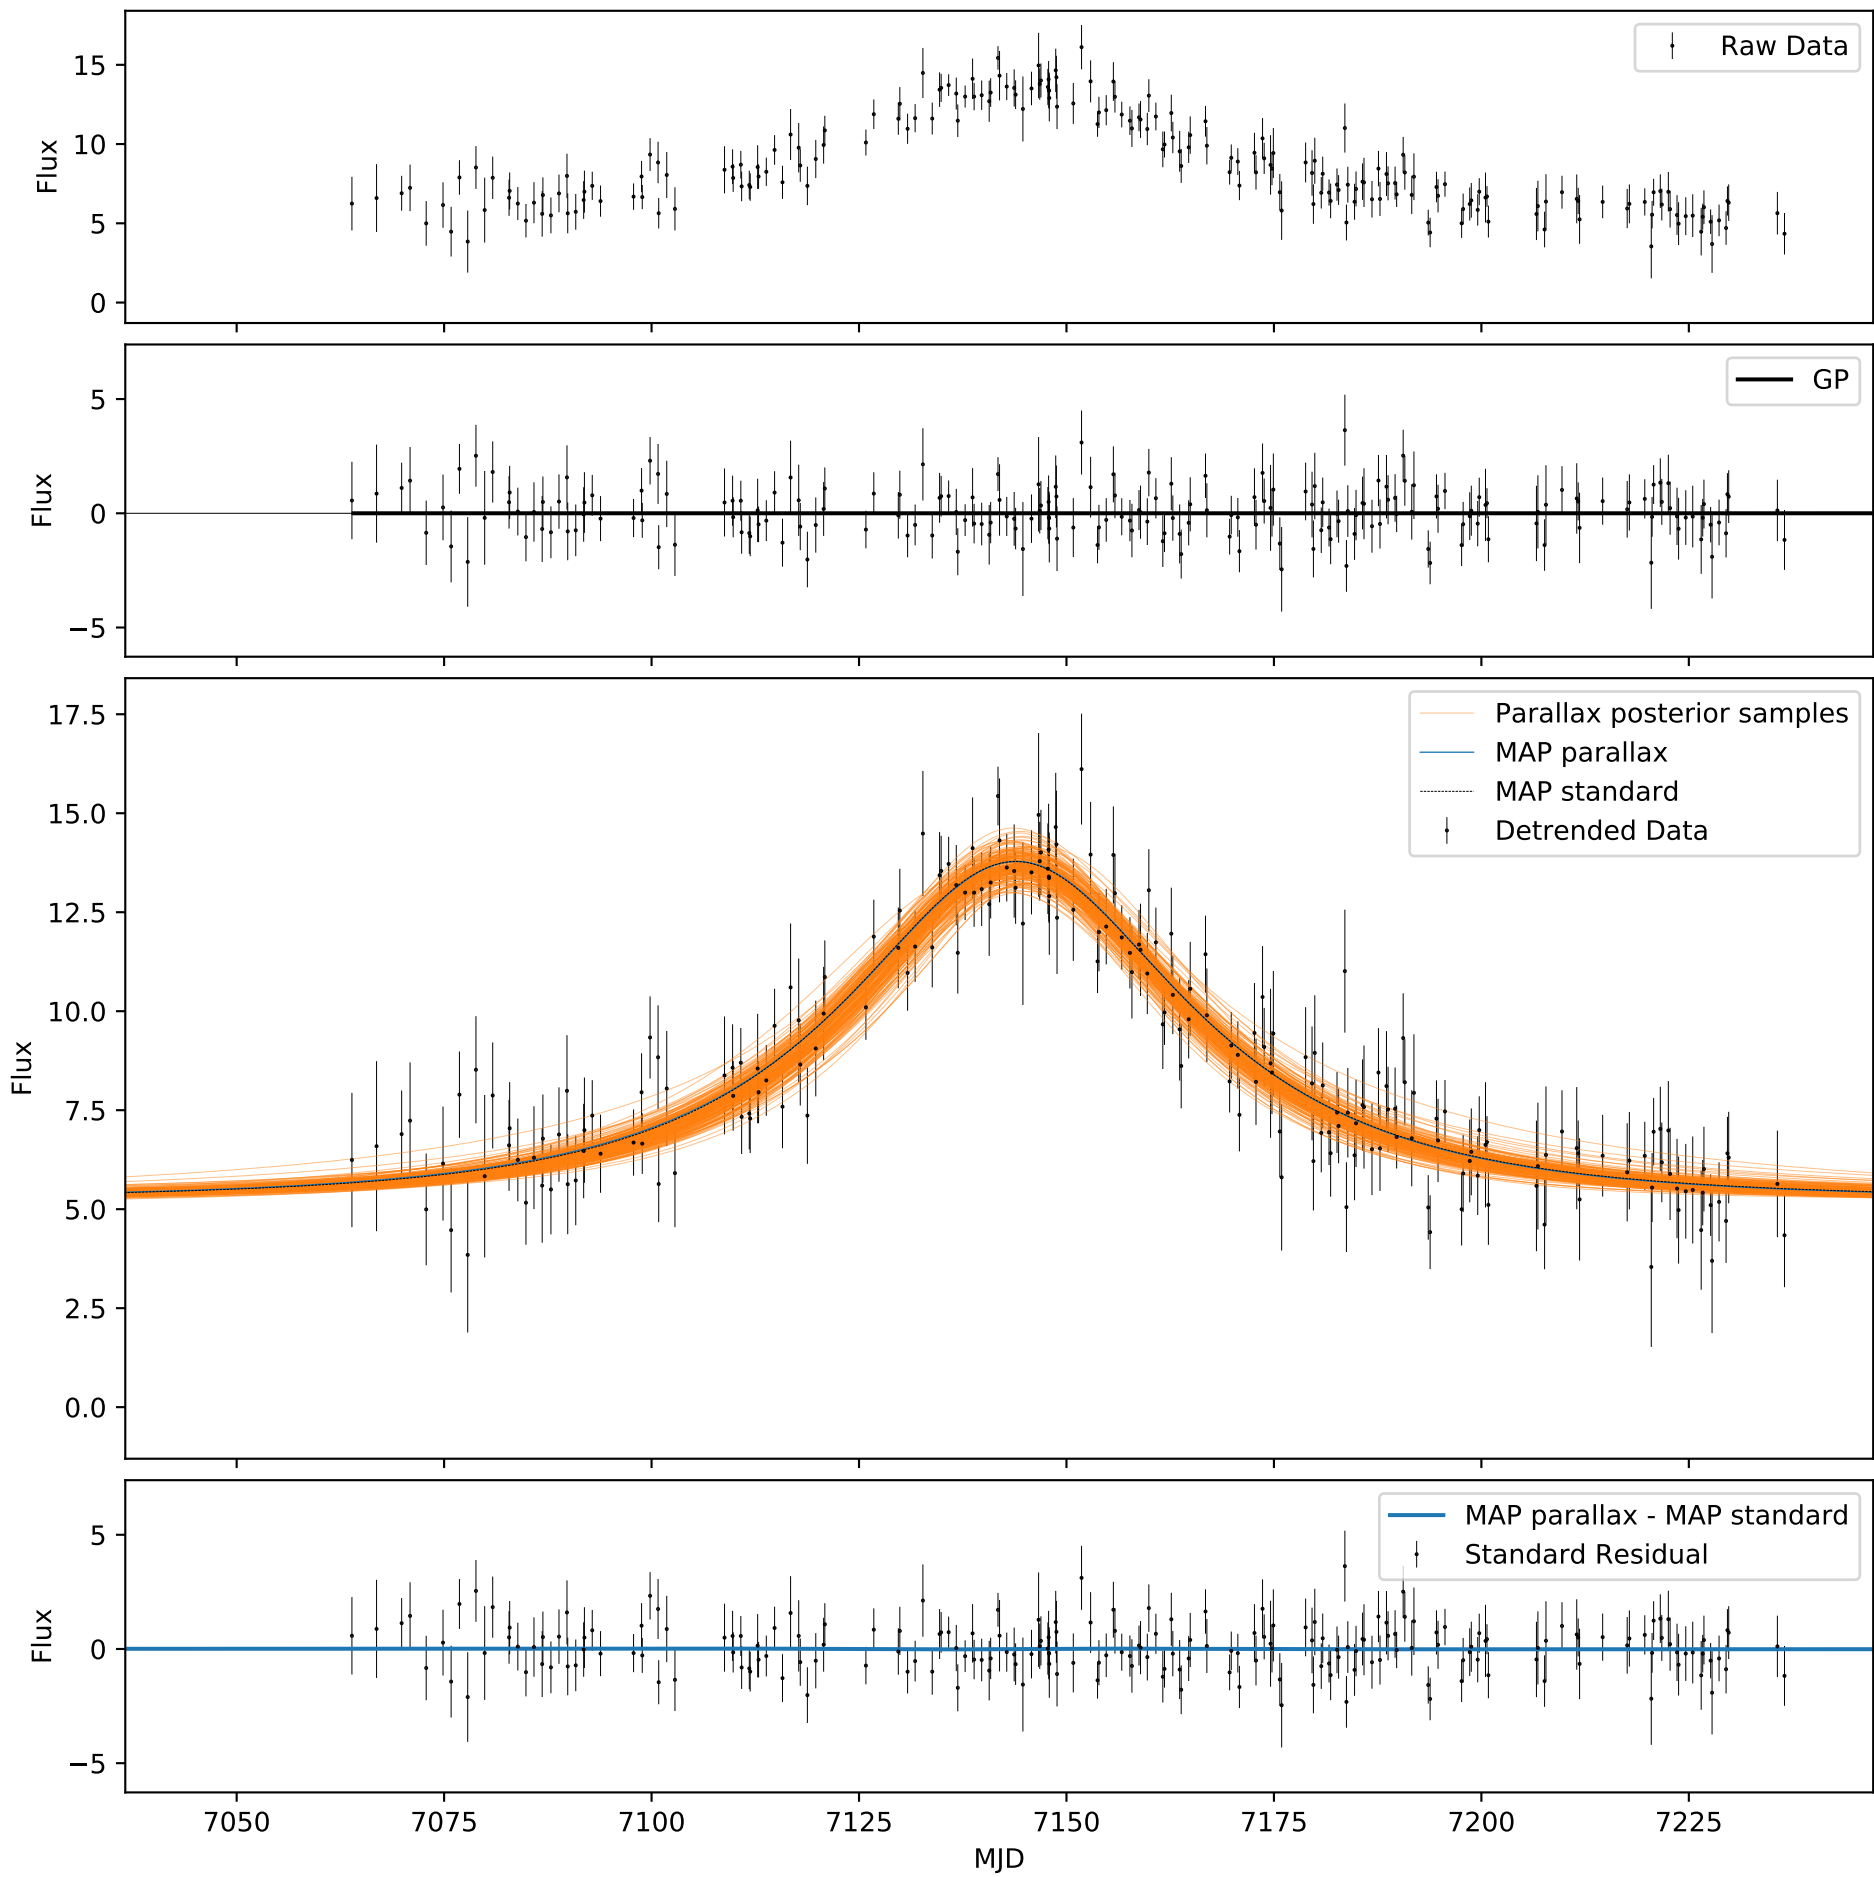 Flux
15
10
5
0
Raw Data
Flux
5
0
−5
GP
Flux
17.5
15.0
12.5
10.0
7.5
5.0
2.5
0.0
Parallax posterior samples
MAP parallax
MAP standard
Detrended Data
Flux
5
0
−5
MAP parallax - MAP standard
Standard Residual
7050 7075 7100 7125 7150 7175 7200 7225
MJD